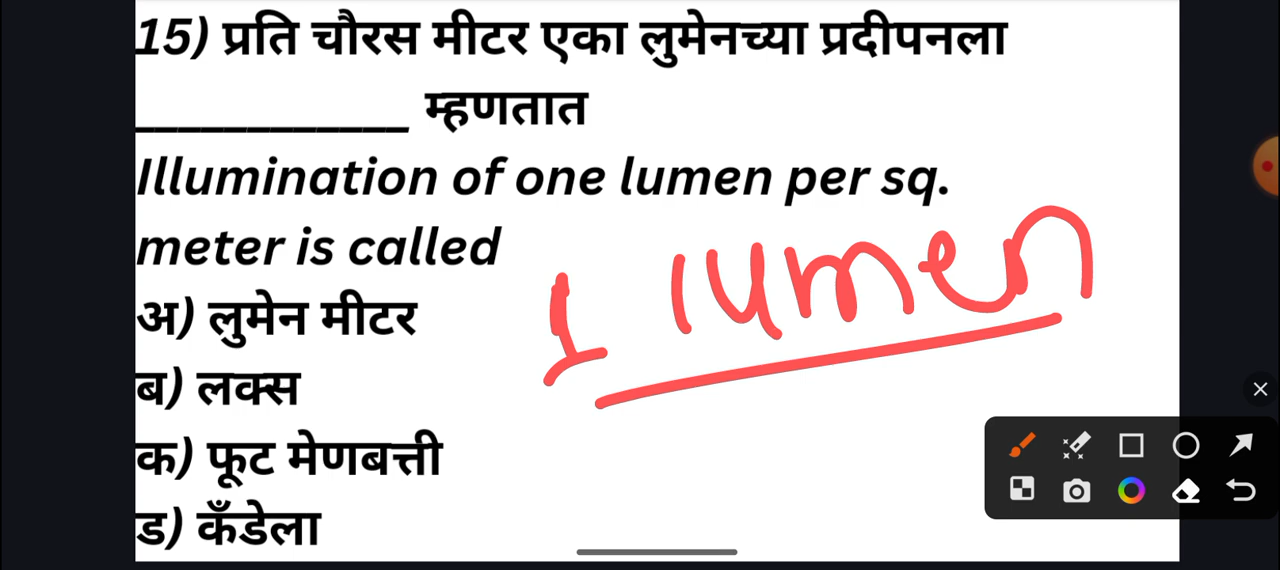 15) प्रति चौरस मीटर एका लुमेनच्या प्रदीपनला
____________ म्हणतात
Illumination of one lumen per sq.
meter is called
1 lumen
अ) लुमेन मीटर
ब) लक्स
क) फूट मेणबत्ती
ड) कँडेला